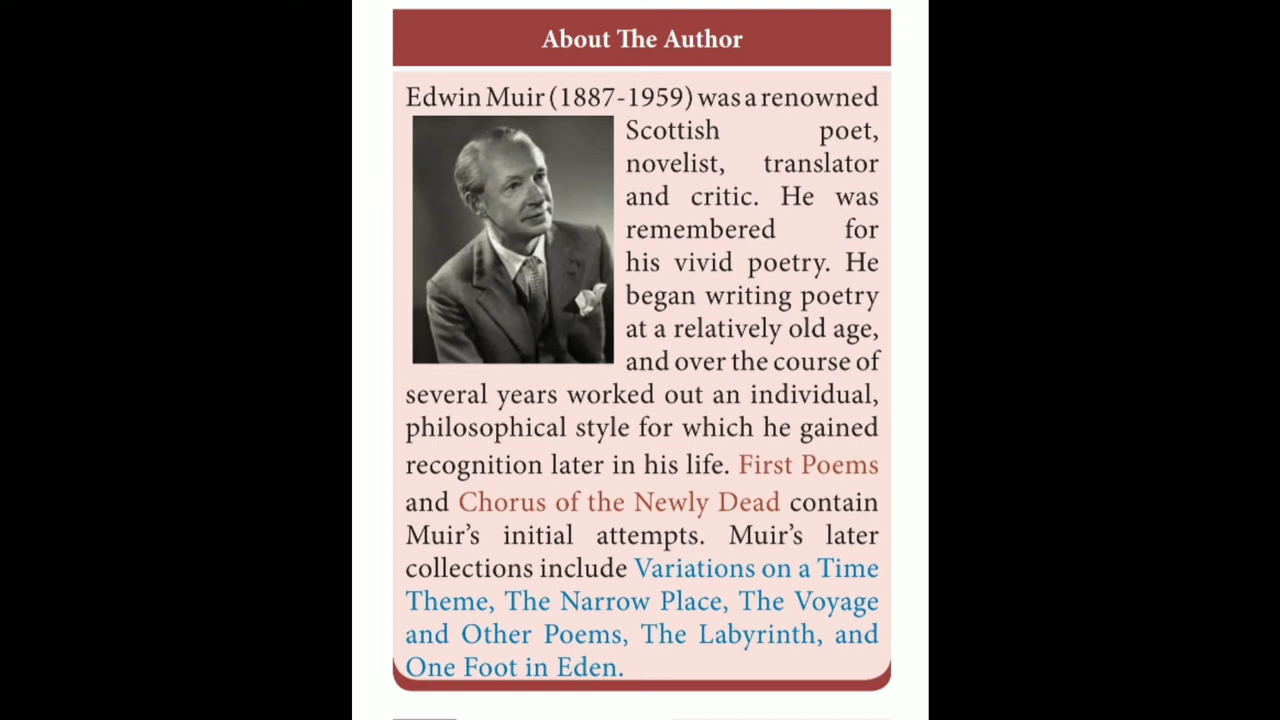 About The Author
Edwin Muir (1887-1959) was a renowned
Scottish poet,
novelist, translator
and critic. He was
remembered for
his vivid poetry. He
began writing poetry
at a relatively old age,
and over the course of
several years worked out an individual,
philosophical style for which he gained
recognition later in his life. First Poems
and Chorus of the Newly Dead contain
Muir’s initial attempts. Muir’s later
collections include Variations on a Time
Theme, The Narrow Place, The Voyage
and Other Poems, The Labyrinth, and
One Foot in Eden.